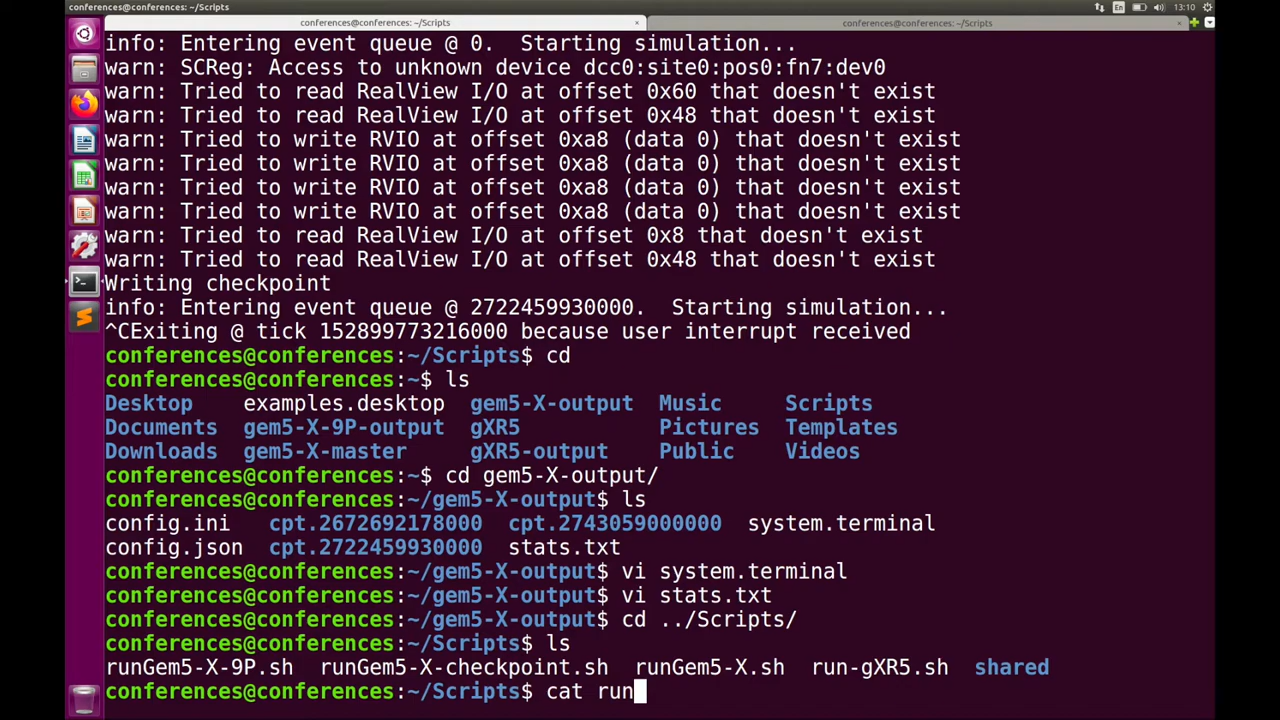 conferences@conferences: ~/Scripts
En
13:10
conferences@conferences: ~/Scripts ×
conferences@conferences: ~/Scripts ×
info: Entering event queue @ 0.  Starting simulation...
warn: SCReg: Access to unknown device dcc0:site0:pos0:fn7:dev0
warn: Tried to read RealView I/O at offset 0x60 that doesn't exist
warn: Tried to read RealView I/O at offset 0x48 that doesn't exist
warn: Tried to write RVIO at offset 0xa8 (data 0) that doesn't exist
warn: Tried to write RVIO at offset 0xa8 (data 0) that doesn't exist
warn: Tried to write RVIO at offset 0xa8 (data 0) that doesn't exist
warn: Tried to write RVIO at offset 0xa8 (data 0) that doesn't exist
warn: Tried to read RealView I/O at offset 0x8 that doesn't exist
warn: Tried to read RealView I/O at offset 0x48 that doesn't exist
Writing checkpoint
info: Entering event queue @ 2722459930000.  Starting simulation...
^CExiting @ tick 152899773216000 because user interrupt received
conferences@conferences:~/Scripts$ cd
conferences@conferences:~$ ls
Desktop    examples.desktop  gem5-X-output  Music     Scripts
Documents  gem5-X-9P-output  gXR5           Pictures  Templates
Downloads  gem5-X-master     gXR5-output    Public    Videos
conferences@conferences:~$ cd gem5-X-output/
conferences@conferences:~/gem5-X-output$ ls
config.ini   cpt.2672692178000  cpt.2743059000000  system.terminal
config.json  cpt.2722459930000  stats.txt
conferences@conferences:~/gem5-X-output$ vi system.terminal
conferences@conferences:~/gem5-X-output$ vi stats.txt
conferences@conferences:~/gem5-X-output$ cd ../Scripts/
conferences@conferences:~/Scripts$ ls
runGem5-X-9P.sh  runGem5-X-checkpoint.sh  runGem5-X.sh  run-gXR5.sh  shared
conferences@conferences:~/Scripts$ cat run